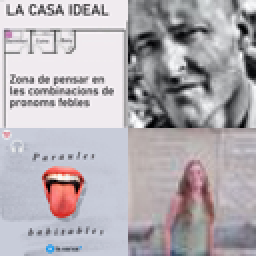 LA CASA IDEAL
Zona de pensar en
les combinacions de
pronoms febles
Paraules
habitables